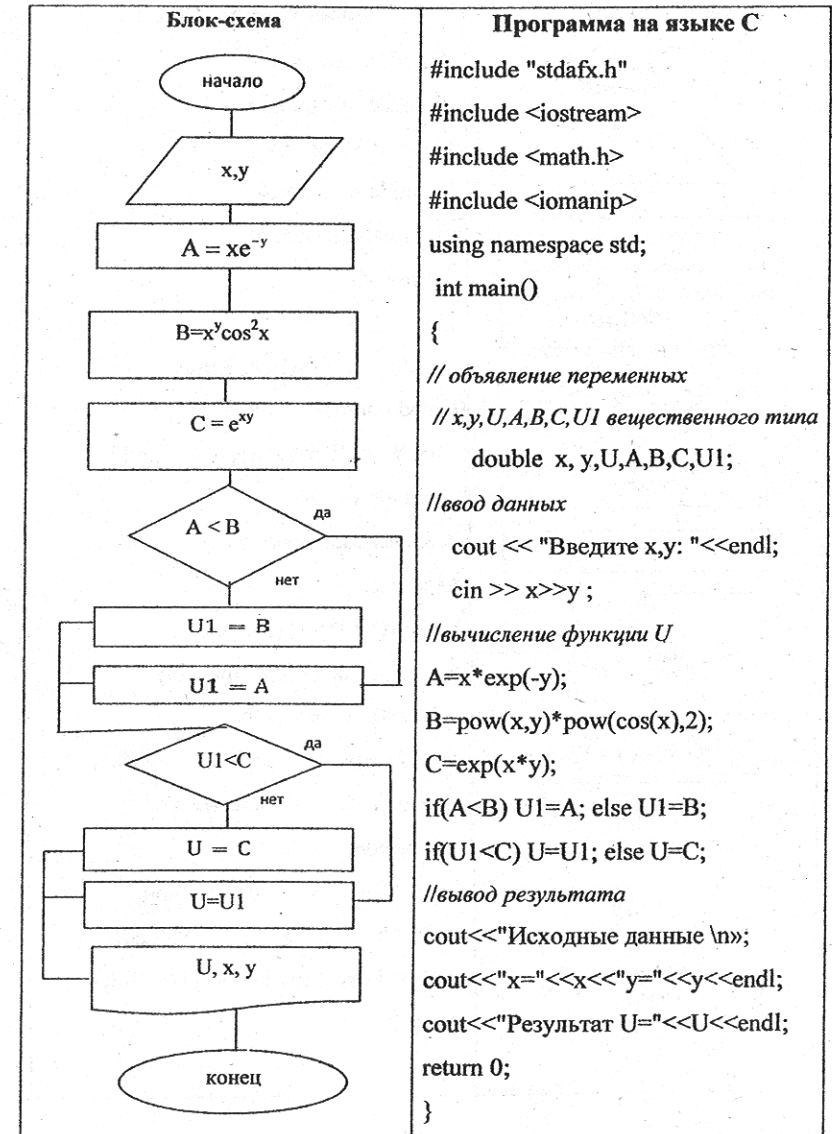 Блок-схема
начало
x,y
A = xe⁻ʸ
B=xʸcos²x
C = eˣʸ
A < B
да
нет
U1 = B
U1 = A
U1<C
да
нет
U = C
U=U1
U, x, y
конец
Программа на языке С
#include "stdafx.h"
#include <iostream>
#include <math.h>
#include <iomanip>
using namespace std;
int main()
{
// объявление переменных
// x,y,U,A,B,C,U1 вещественного типа
double x, y,U,A,B,C,U1;
//ввод данных
cout << "Введите x,y: "<<endl;
cin >> x>>y ;
//вычисление функции U
A=x*exp(-y);
B=pow(x,y)*pow(cos(x),2);
C=exp(x*y);
if(A<B) U1=A; else U1=B;
if(U1<C) U=U1; else U=C;
//вывод результата
cout<<"Исходные данные \n»;
cout<<"x="<<x<<"y="<<y<<endl;
cout<<"Результат U="<<U<<endl;
return 0;
}